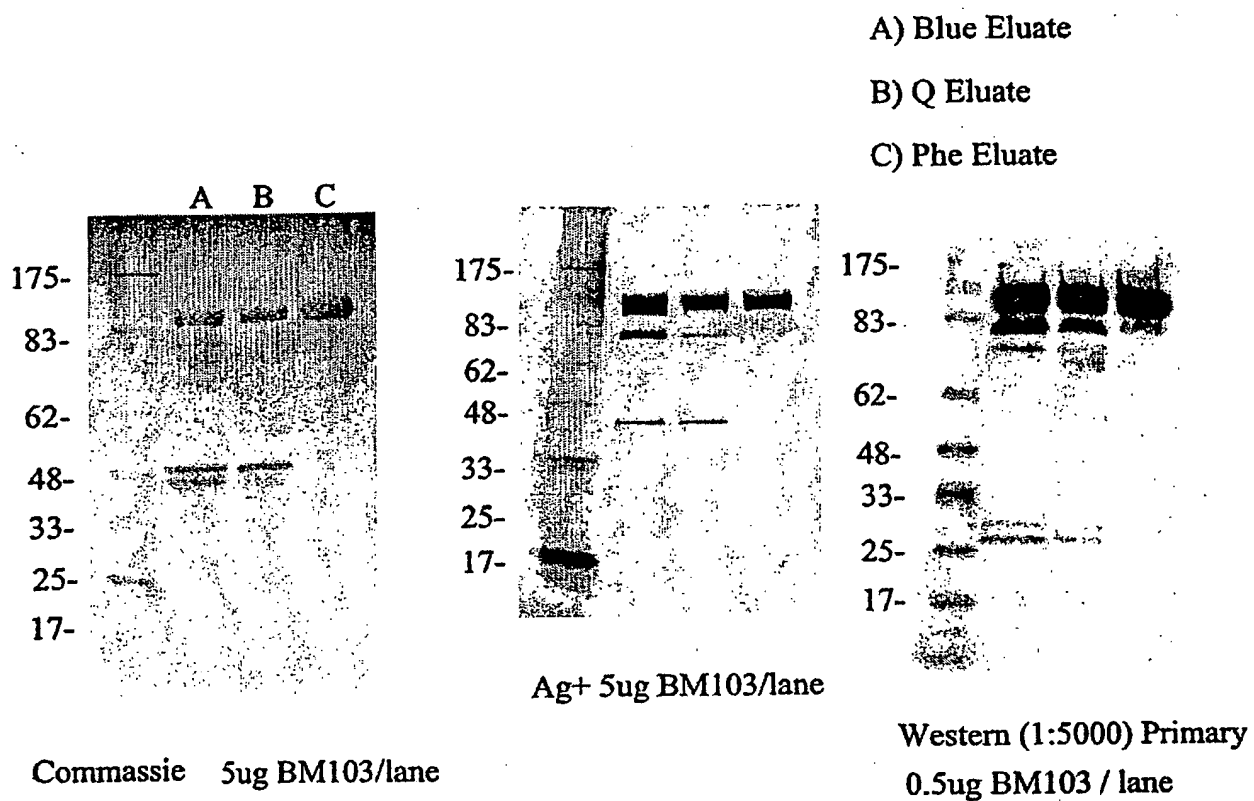 A) Blue Eluate
B) Q Eluate
C) Phe Eluate
A B C
175-
83-
62-
48-
33-
25-
17-
Commassie 5ug BM103/lane
175-
83-
62-
48-
33-
25-
17-
Ag+ 5ug BM103/lane
175-
83-
62-
48-
33-
25-
17-
Western (1:5000) Primary
0.5ug BM103 / lane